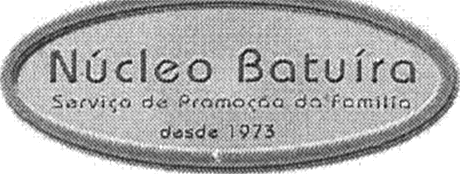 Núcleo Batuíra
Serviço de Promoção da Família
desde 1973